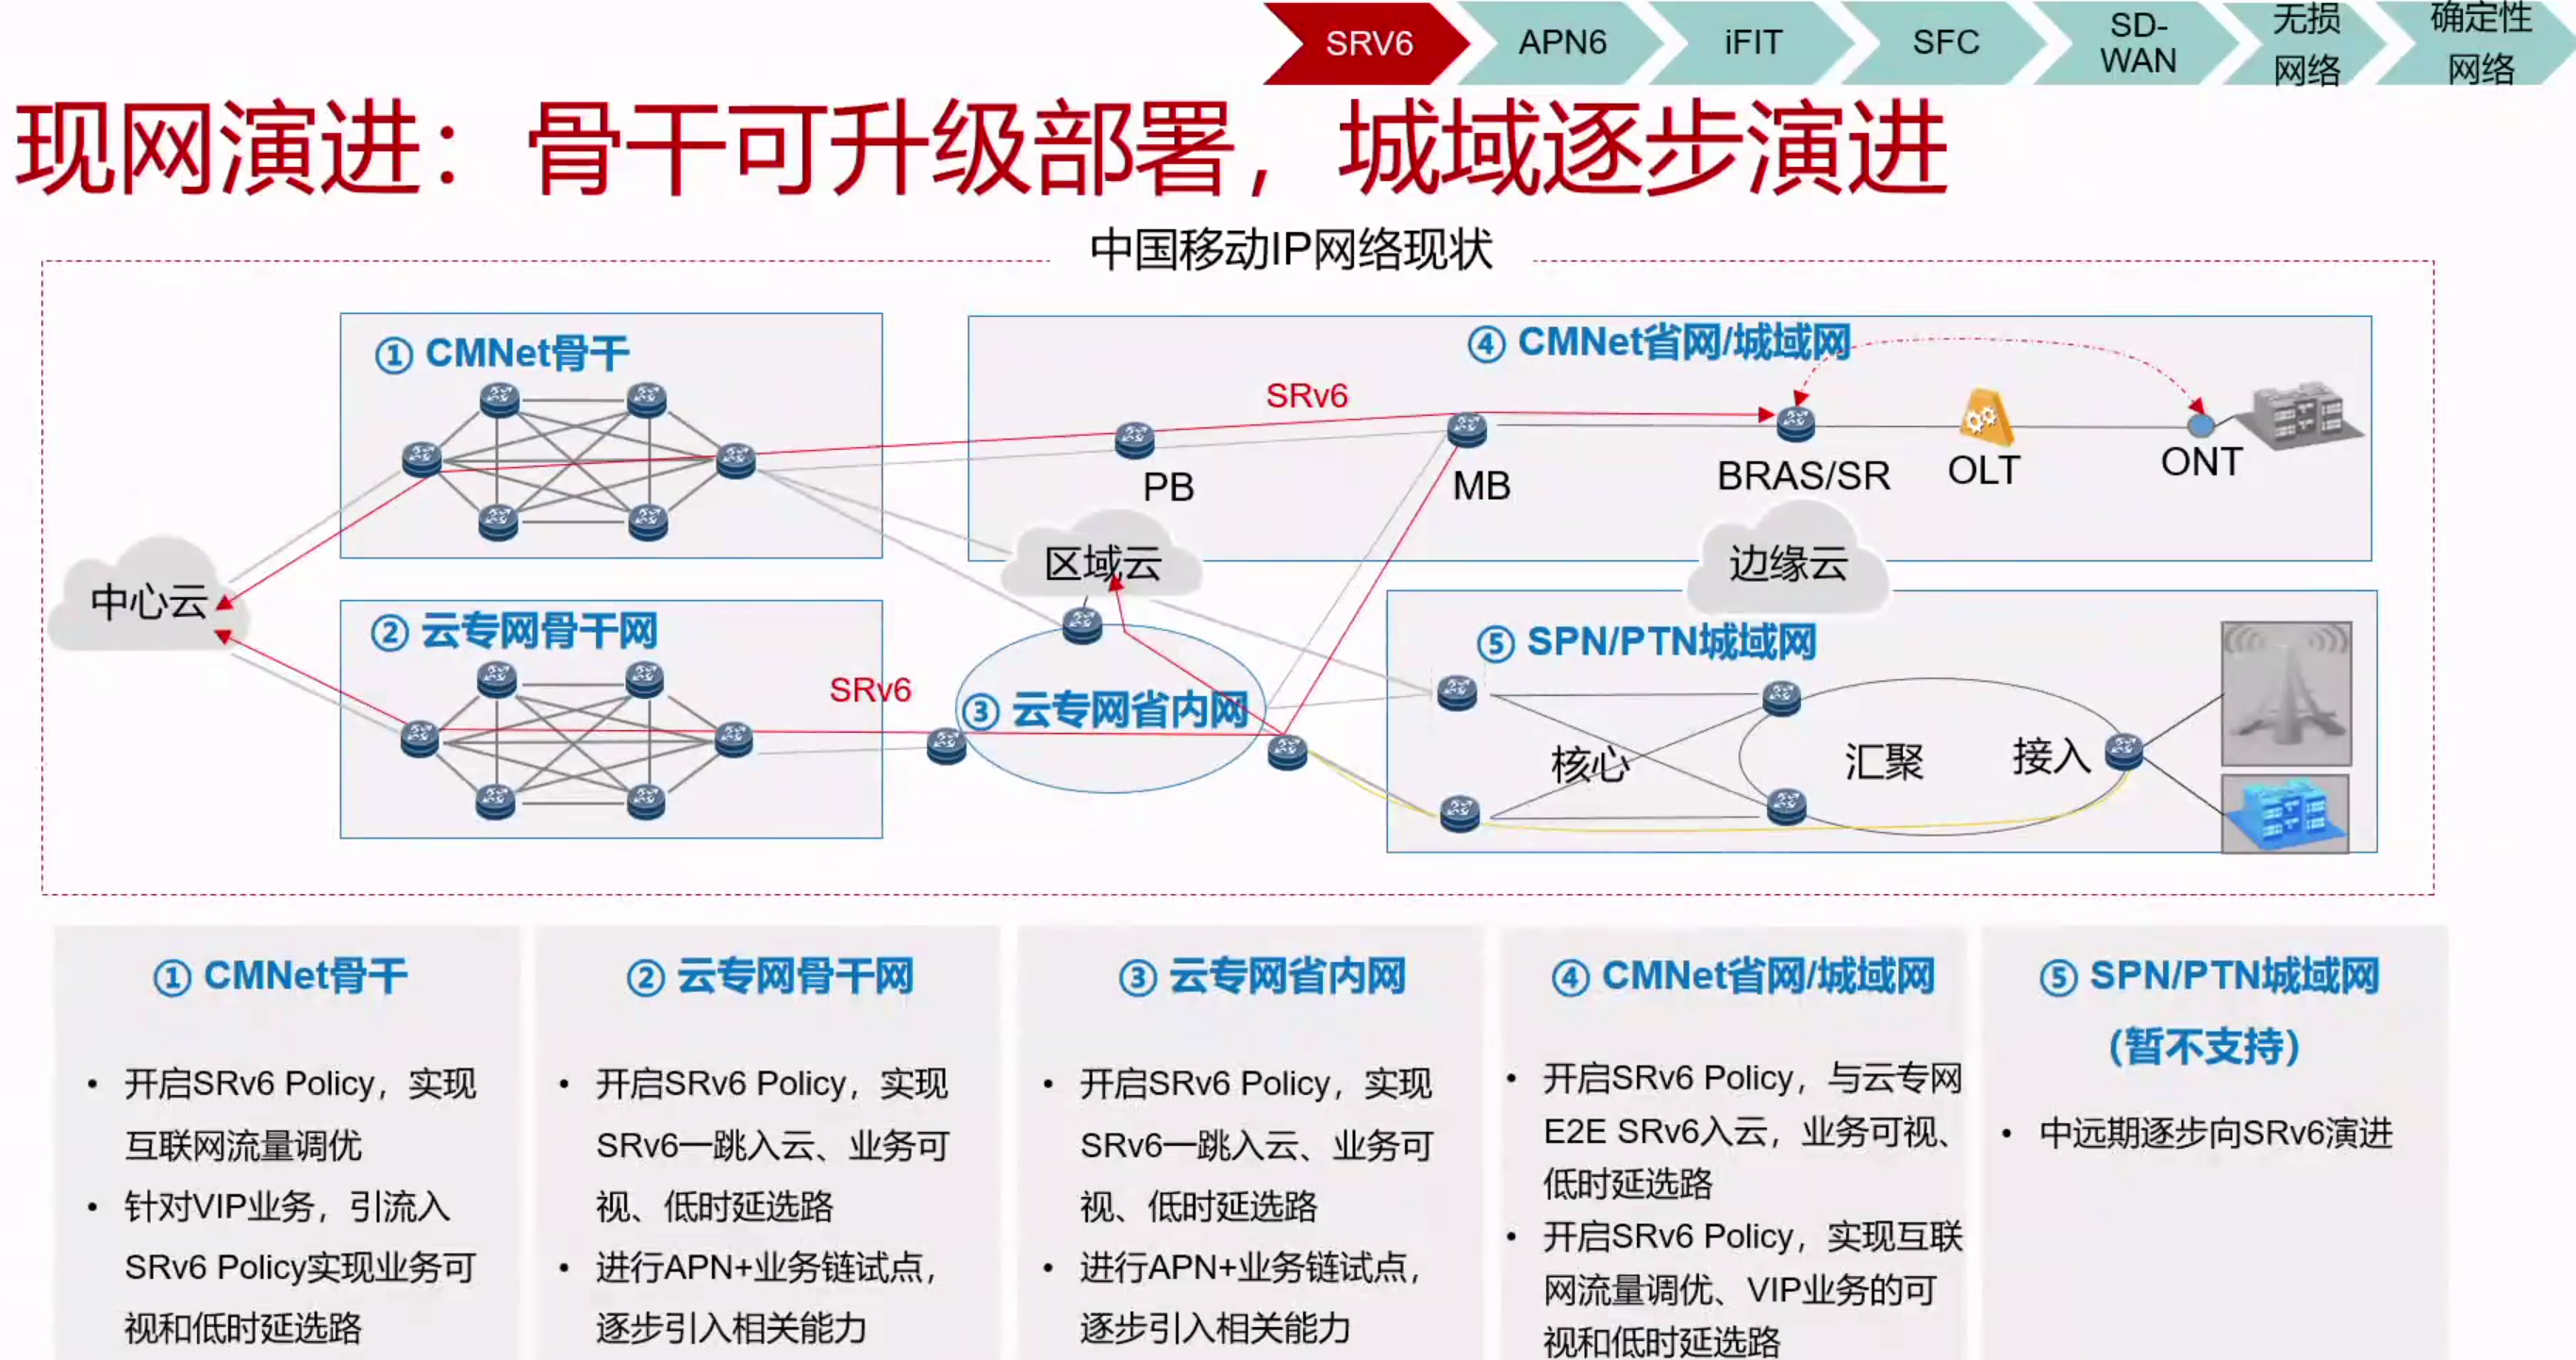 SRV6
APN6
iFIT
SFC
SD-
WAN
无损
网络
确定性
网络
现网演进：骨干可升级部署，城域逐步演进
中国移动IP网络现状
① CMNet骨干
④ CMNet省网/城域网
SRv6
PB
MB
BRAS/SR
OLT
ONT
中心云
区域云
边缘云
② 云专网骨干网
SRv6
③ 云专网省内网
⑤ SPN/PTN城域网
核心
汇聚
接入
① CMNet骨干
• 开启SRv6 Policy，实现
互联网流量调优
• 针对VIP业务，引流入
SRv6 Policy实现业务可
视和低时延选路
② 云专网骨干网
• 开启SRv6 Policy，实现
SRv6一跳入云、业务可
视、低时延选路
• 进行APN+业务链试点，
逐步引入相关能力
③ 云专网省内网
• 开启SRv6 Policy，实现
SRv6一跳入云、业务可
视、低时延选路
• 进行APN+业务链试点，
逐步引入相关能力
④ CMNet省网/城域网
• 开启SRv6 Policy，与云专网
E2E SRv6入云，业务可视、
低时延选路
• 开启SRv6 Policy，实现互联
网流量调优、VIP业务的可
视和低时延选路
⑤ SPN/PTN城域网
（暂不支持）
• 中远期逐步向SRv6演进